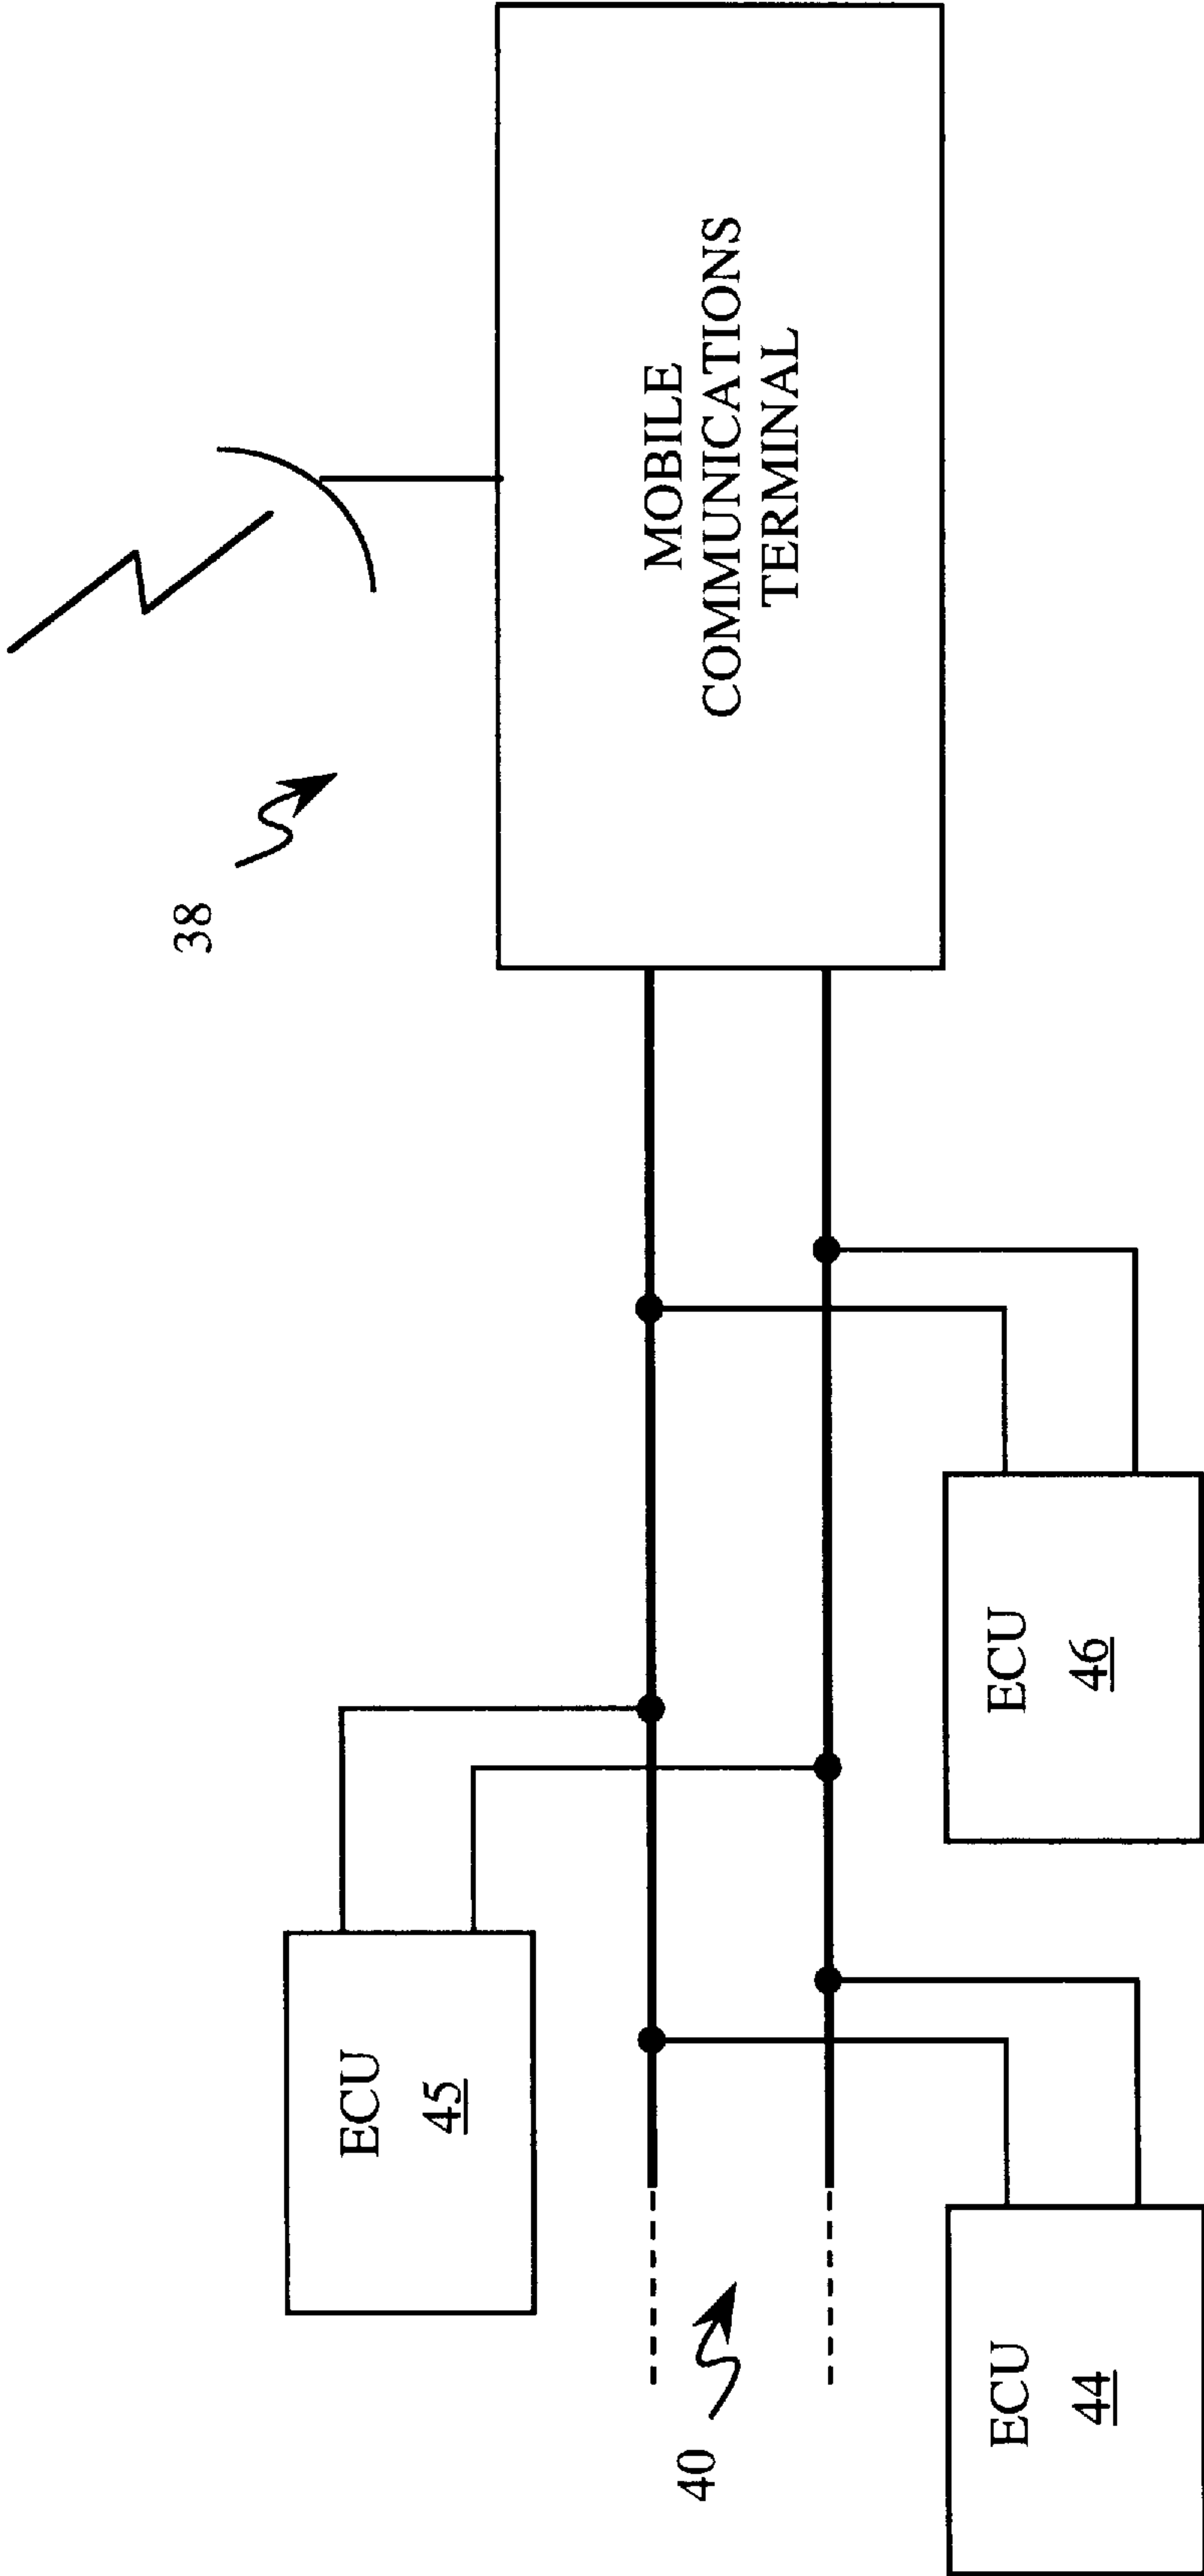 38
MOBILE
COMMUNICATIONS
TERMINAL
ECU
45
40
ECU
46
ECU
44